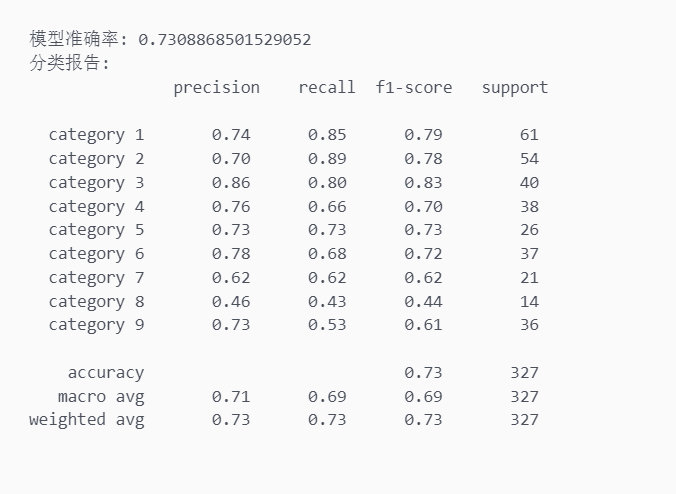 模型准确率: 0.7308868501529052
分类报告:
precision recall f1-score support
category 1 0.74 0.85 0.79 61
category 2 0.70 0.89 0.78 54
category 3 0.86 0.80 0.83 40
category 4 0.76 0.66 0.70 38
category 5 0.73 0.73 0.73 26
category 6 0.78 0.68 0.72 37
category 7 0.62 0.62 0.62 21
category 8 0.46 0.43 0.44 14
category 9 0.73 0.53 0.61 36
accuracy 0.73 327
macro avg 0.71 0.69 0.69 327
weighted avg 0.73 0.73 0.73 327